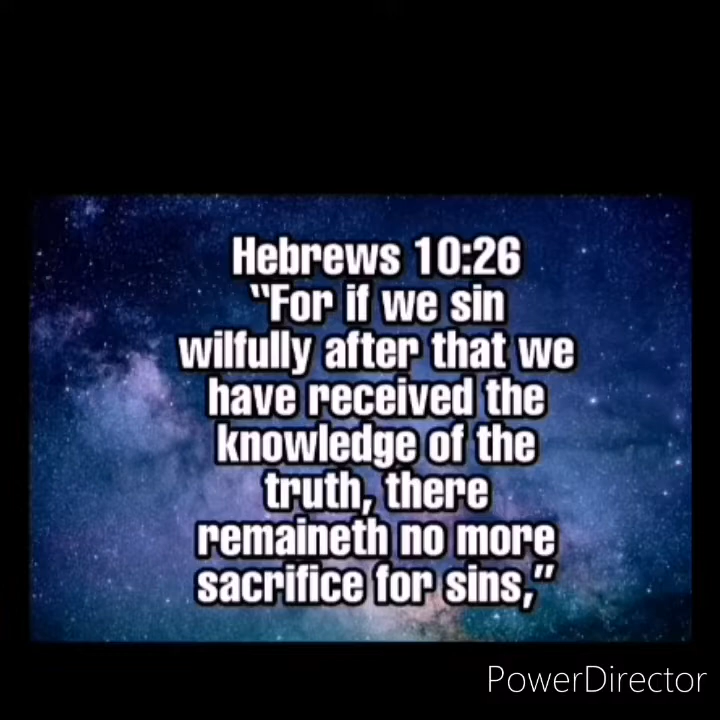 Hebrews 10:26
“For if we sin
wilfully after that we
have received the
knowledge of the
truth, there
remaineth no more
sacrifice for sins,”
PowerDirector